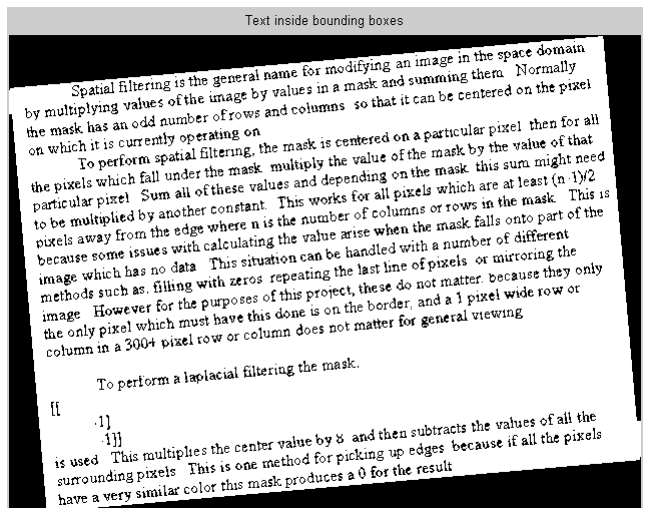 Text inside bounding boxes
Spatial filtering is the general name for modifying an image in the space domain
by multiplying values of the image by values in a mask and summing them Normally
the mask has an odd number of rows and columns so that it can be centered on the pixel
on which it is currently operating on
To perform spatial filtering, the mask is centered on a particular pixel then for all
the pixels which fall under the mask multiply the value of the mask by the value of that
particular pixel Sum all of these values and depending on the mask this sum might need
to be multiplied by another constant This works for all pixels which are at least (n-1)/2
pixels away from the edge where n is the number of columns or rows in the mask This is
because some issues with calculating the value arise when the mask falls onto part of the
image which has no data This situation can be handled with a number of different
methods such as. filling with zeros repeating the last line of pixels or mirroring the
image However for the purposes of this project, these do not matter. because they only
the only pixel which must have this done is on the border, and a 1 pixel wide row or
column in a 300+ pixel row or column does not matter for general viewing
To perform a laplacial filtering the mask.
[[
-1]
-1]]
is used This multiplies the center value by 8 and then subtracts the values of all the
surrounding pixels This is one method for picking up edges because if all the pixels
have a very similar color this mask produces a 0 for the result